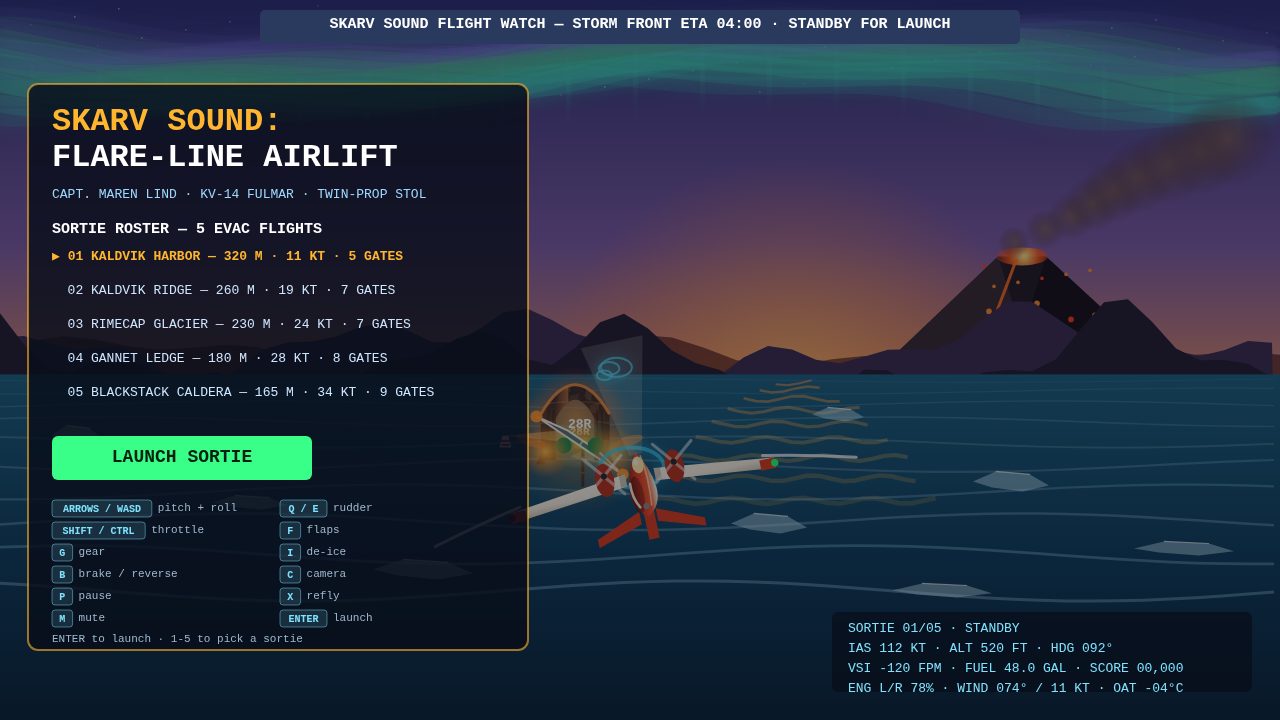 SKARV SOUND FLIGHT WATCH — STORM FRONT ETA 04:00 · STANDBY FOR LAUNCH
SKARV SOUND:
FLARE-LINE AIRLIFT
CAPT. MAREN LIND · KV-14 FULMAR · TWIN-PROP STOL
SORTIE ROSTER — 5 EVAC FLIGHTS
▶ 01 KALDVIK HARBOR — 320 M · 11 KT · 5 GATES
02 KALDVIK RIDGE — 260 M · 19 KT · 7 GATES
03 RIMECAP GLACIER — 230 M · 24 KT · 7 GATES
04 GANNET LEDGE — 180 M · 28 KT · 8 GATES
05 BLACKSTACK CALDERA — 165 M · 34 KT · 9 GATES
28R
28R
LAUNCH SORTIE
ARROWS / WASD pitch + roll
Q / E rudder
SHIFT / CTRL throttle
F flaps
G gear
I de-ice
B brake / reverse
C camera
P pause
X refly
M mute
ENTER launch
ENTER to launch · 1-5 to pick a sortie
SORTIE 01/05 · STANDBY
IAS 112 KT · ALT 520 FT · HDG 092°
VSI -120 FPM · FUEL 48.0 GAL · SCORE 00,000
ENG L/R 78% · WIND 074° / 11 KT · OAT -04°C